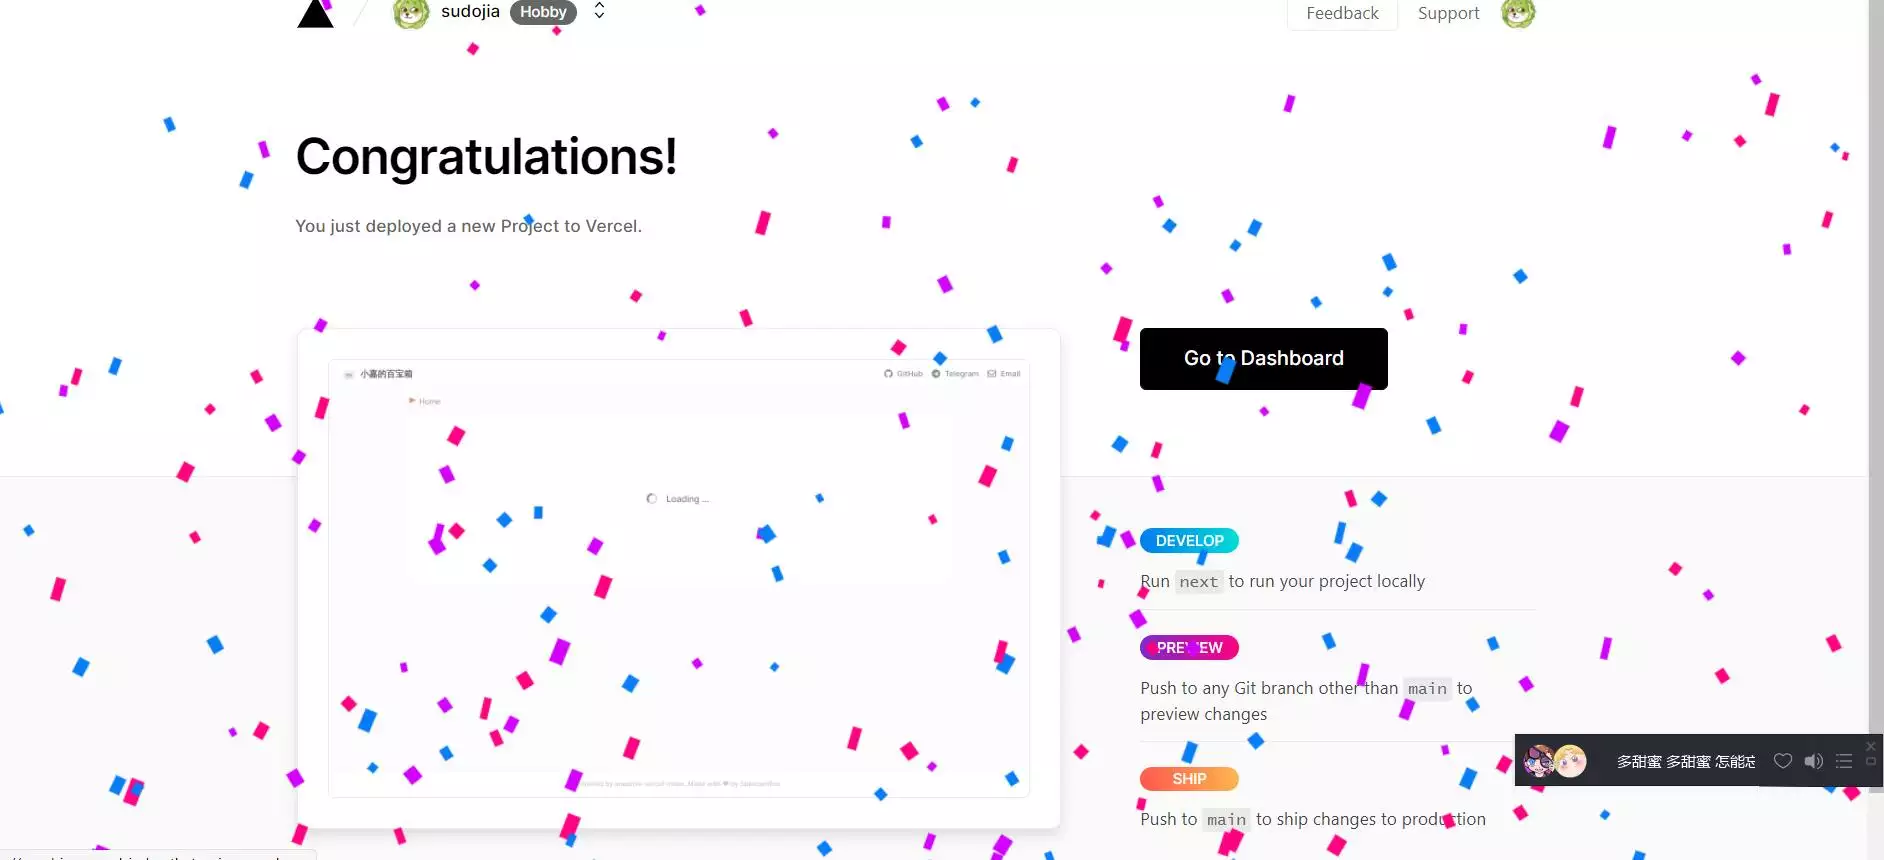 sudojia Hobby
Feedback Support
Congratulations!
You just deployed a new Project to Vercel.
Go to Dashboard
小嘉的百宝箱
GitHub Telegram Email
Home
Loading ...
DEVELOP
Run next to run your project locally
PREVIEW
Push to any Git branch other than main to
preview changes
SHIP
Push to main to ship changes to production
多甜蜜 多甜蜜 怎能忘